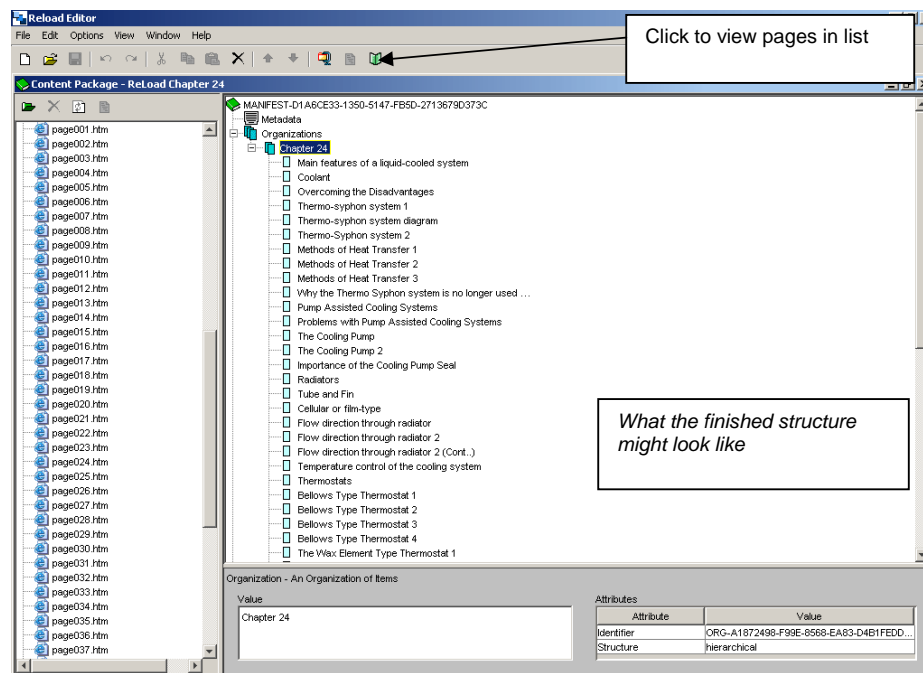 Reload Editor
File Edit Options View Window Help
Click to view pages in list
Content Package - ReLoad Chapter 24
page001.htm
page002.htm
page003.htm
page004.htm
page005.htm
page006.htm
page007.htm
page008.htm
page009.htm
page010.htm
page011.htm
page012.htm
page013.htm
page014.htm
page015.htm
page016.htm
page017.htm
page018.htm
page019.htm
page020.htm
page021.htm
page022.htm
page023.htm
page024.htm
page025.htm
page026.htm
page027.htm
page028.htm
page029.htm
page030.htm
page031.htm
page032.htm
page033.htm
page034.htm
page035.htm
page036.htm
page037.htm
MANIFEST-D1A6CE33-1350-5147-FB5D-2713679D373C
Metadata
Organizations
Chapter 24
Main features of a liquid-cooled system
Coolant
Overcoming the Disadvantages
Thermo-syphon system 1
Thermo-syphon system diagram
Thermo-Syphon system 2
Methods of Heat Transfer 1
Methods of Heat Transfer 2
Methods of Heat Transfer 3
Why the Thermo Syphon system is no longer used ...
Pump Assisted Cooling Systems
Problems with Pump Assisted Cooling Systems
The Cooling Pump
The Cooling Pump 2
Importance of the Cooling Pump Seal
Radiators
Tube and Fin
Cellular or film-type
Flow direction through radiator
Flow direction through radiator 2
Flow direction through radiator 2 (Cont..)
Temperature control of the cooling system
Thermostats
Bellows Type Thermostat 1
Bellows Type Thermostat 2
Bellows Type Thermostat 3
Bellows Type Thermostat 4
The Wax Element Type Thermostat 1
What the finished structure
might look like
Organization - An Organization of Items
Value
Chapter 24
Attributes
Attribute Value
Identifier ORG-A1872498-F99E-8568-EA83-D4B1FEDD...
Structure hierarchical